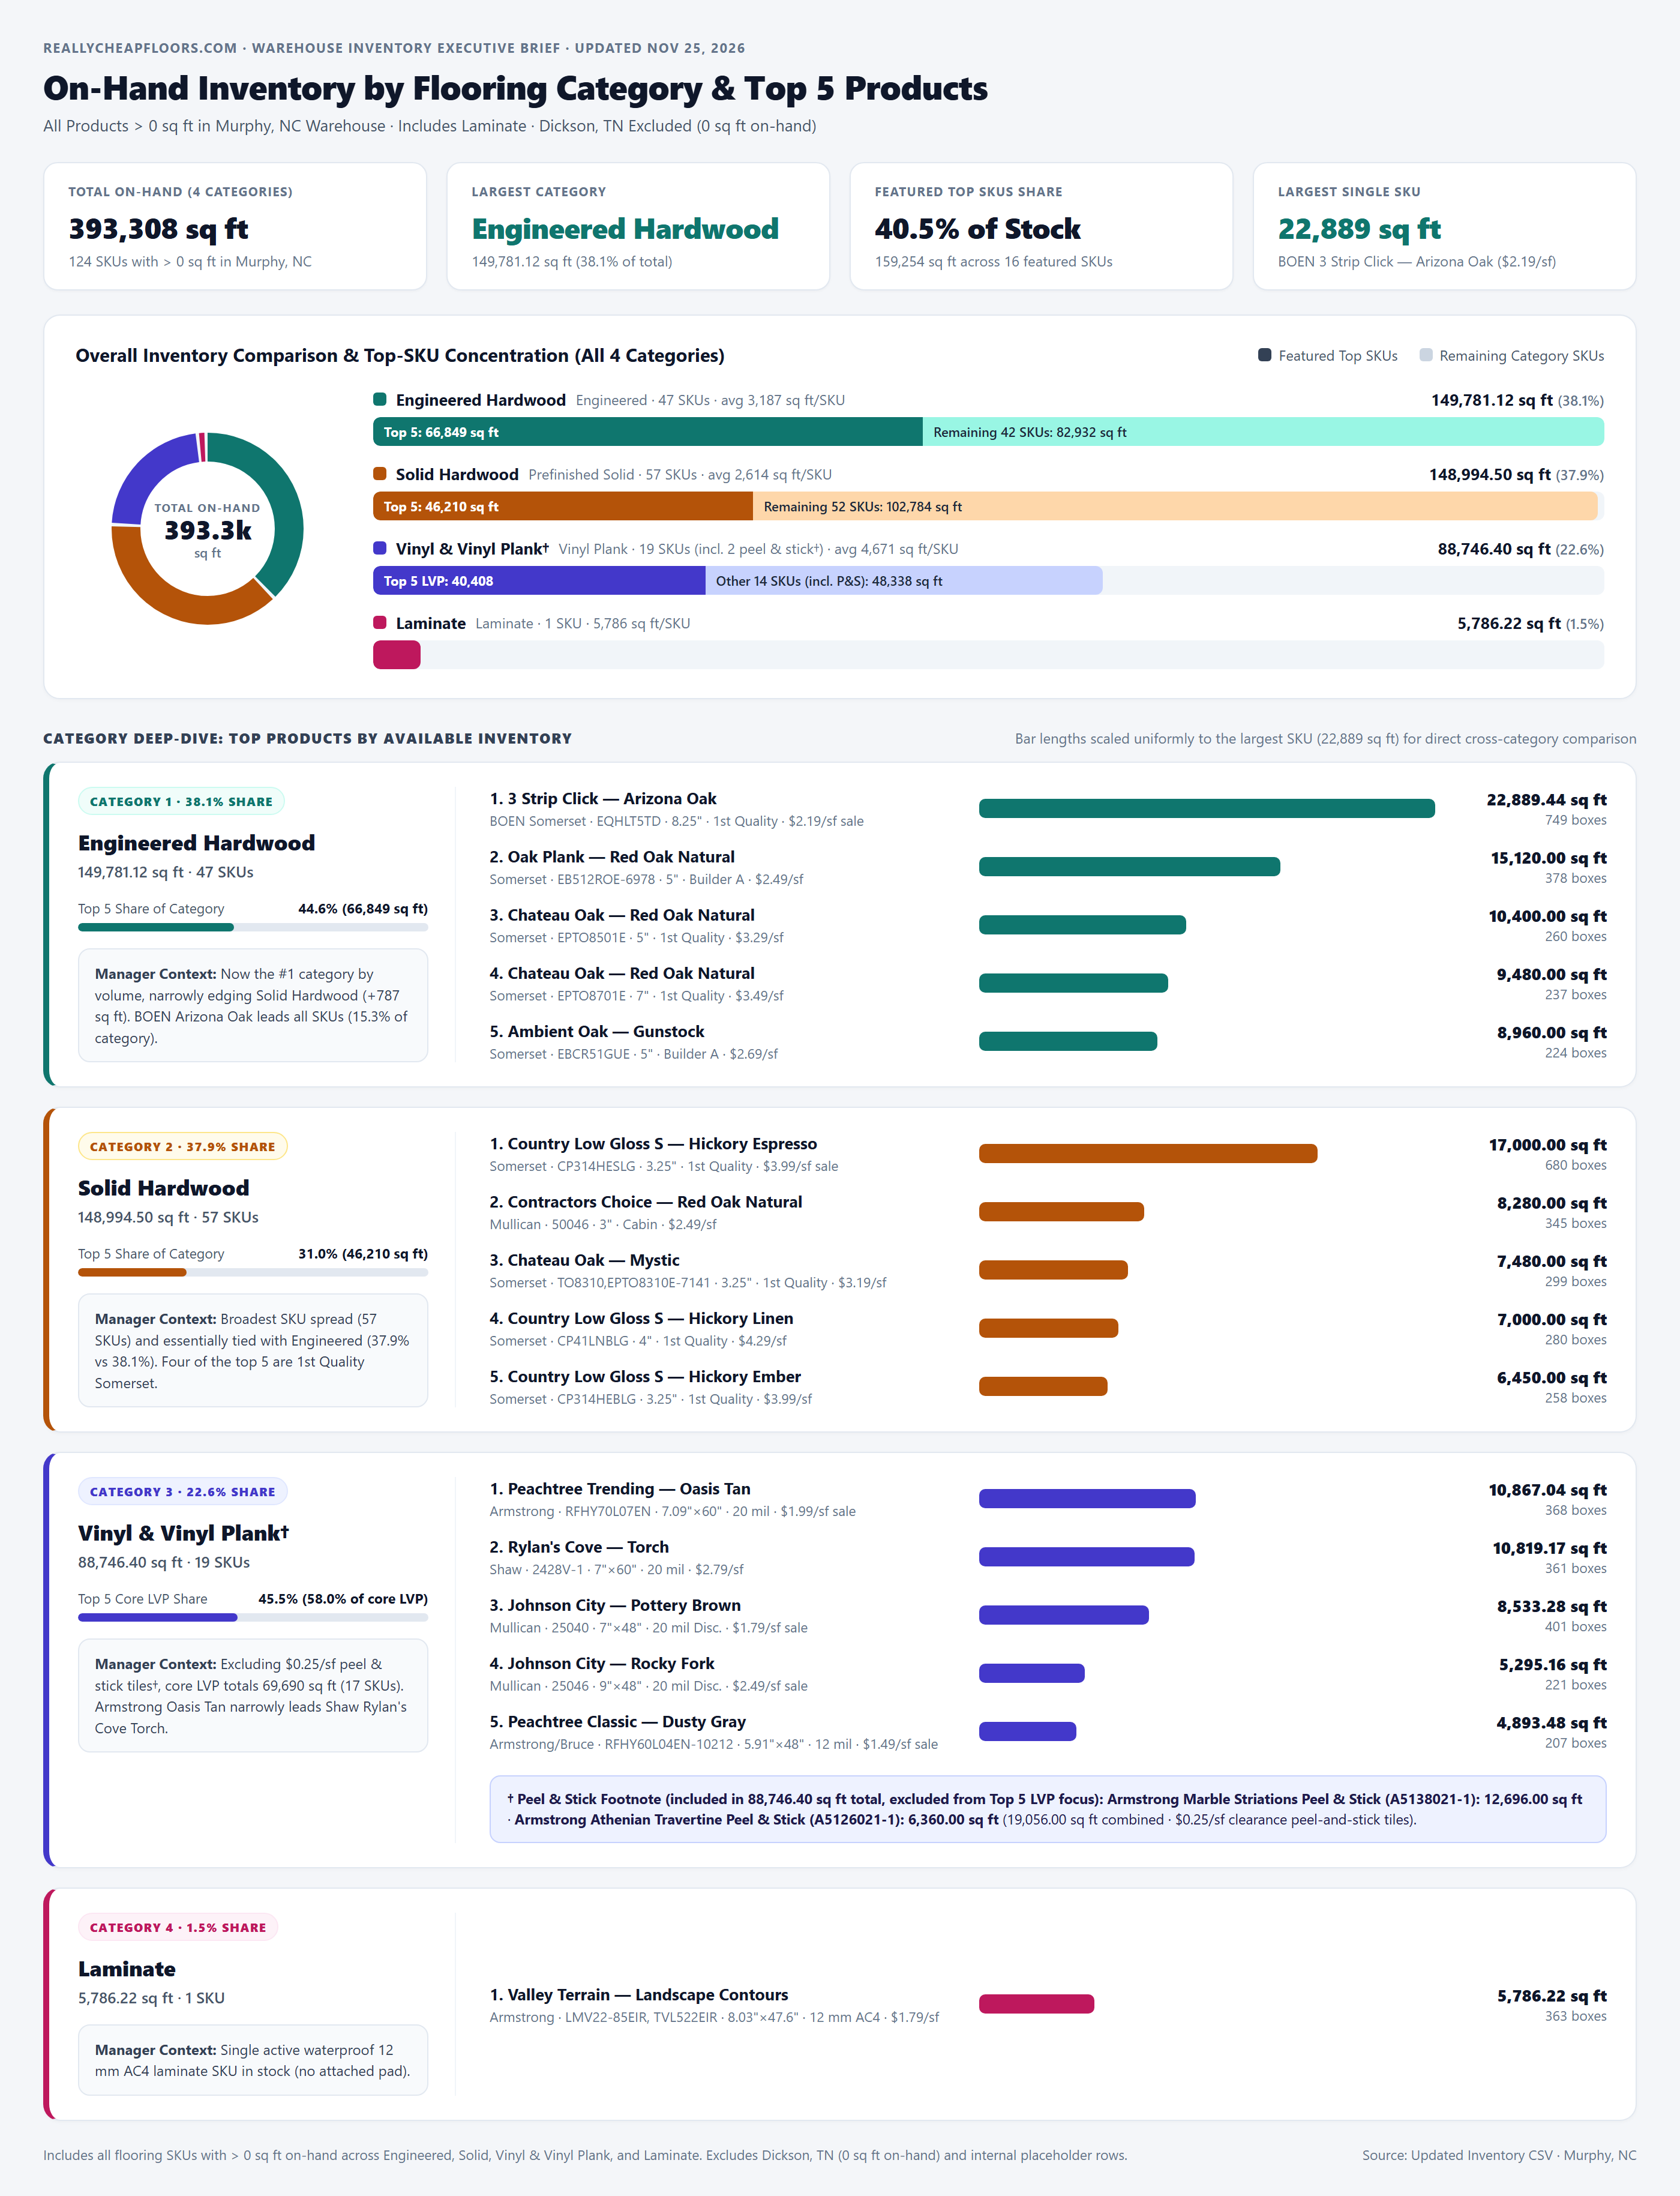 REALLYCHEAPFLOORS.COM · WAREHOUSE INVENTORY EXECUTIVE BRIEF · UPDATED NOV 25, 2026
On-Hand Inventory by Flooring Category & Top 5 Products
All Products > 0 sq ft in Murphy, NC Warehouse · Includes Laminate · Dickson, TN Excluded (0 sq ft on-hand)
TOTAL ON-HAND (4 CATEGORIES)
393,308 sq ft
124 SKUs with > 0 sq ft in Murphy, NC
LARGEST CATEGORY
Engineered Hardwood
149,781.12 sq ft (38.1% of total)
FEATURED TOP SKUS SHARE
40.5% of Stock
159,254 sq ft across 16 featured SKUs
LARGEST SINGLE SKU
22,889 sq ft
BOEN 3 Strip Click — Arizona Oak ($2.19/sf)
Overall Inventory Comparison & Top-SKU Concentration (All 4 Categories)
Featured Top SKUs
Remaining Category SKUs
TOTAL ON-HAND
393.3k
sq ft
Engineered Hardwood Engineered · 47 SKUs · avg 3,187 sq ft/SKU 149,781.12 sq ft (38.1%)
Top 5: 66,849 sq ft Remaining 42 SKUs: 82,932 sq ft
Solid Hardwood Prefinished Solid · 57 SKUs · avg 2,614 sq ft/SKU 148,994.50 sq ft (37.9%)
Top 5: 46,210 sq ft Remaining 52 SKUs: 102,784 sq ft
Vinyl & Vinyl Plank† Vinyl Plank · 19 SKUs (incl. 2 peel & stick†) · avg 4,671 sq ft/SKU 88,746.40 sq ft (22.6%)
Top 5 LVP: 40,408 Other 14 SKUs (incl. P&S): 48,338 sq ft
Laminate Laminate · 1 SKU · 5,786 sq ft/SKU 5,786.22 sq ft (1.5%)
CATEGORY DEEP-DIVE: TOP PRODUCTS BY AVAILABLE INVENTORY
Bar lengths scaled uniformly to the largest SKU (22,889 sq ft) for direct cross-category comparison
CATEGORY 1 · 38.1% SHARE
Engineered Hardwood
149,781.12 sq ft · 47 SKUs
Top 5 Share of Category 44.6% (66,849 sq ft)
Manager Context: Now the #1 category by
volume, narrowly edging Solid Hardwood (+787
sq ft). BOEN Arizona Oak leads all SKUs (15.3% of
category).
1. 3 Strip Click — Arizona Oak
BOEN Somerset · EQHLT5TD · 8.25" · 1st Quality · $2.19/sf sale
22,889.44 sq ft
749 boxes
2. Oak Plank — Red Oak Natural
Somerset · EB512ROE-6978 · 5" · Builder A · $2.49/sf
15,120.00 sq ft
378 boxes
3. Chateau Oak — Red Oak Natural
Somerset · EPTO8501E · 5" · 1st Quality · $3.29/sf
10,400.00 sq ft
260 boxes
4. Chateau Oak — Red Oak Natural
Somerset · EPTO8701E · 7" · 1st Quality · $3.49/sf
9,480.00 sq ft
237 boxes
5. Ambient Oak — Gunstock
Somerset · EBCR51GUE · 5" · Builder A · $2.69/sf
8,960.00 sq ft
224 boxes
CATEGORY 2 · 37.9% SHARE
Solid Hardwood
148,994.50 sq ft · 57 SKUs
Top 5 Share of Category 31.0% (46,210 sq ft)
Manager Context: Broadest SKU spread (57
SKUs) and essentially tied with Engineered (37.9%
vs 38.1%). Four of the top 5 are 1st Quality
Somerset.
1. Country Low Gloss S — Hickory Espresso
Somerset · CP314HESLG · 3.25" · 1st Quality · $3.99/sf sale
17,000.00 sq ft
680 boxes
2. Contractors Choice — Red Oak Natural
Mullican · 50046 · 3" · Cabin · $2.49/sf
8,280.00 sq ft
345 boxes
3. Chateau Oak — Mystic
Somerset · TO8310,EPTO8310E-7141 · 3.25" · 1st Quality · $3.19/sf
7,480.00 sq ft
299 boxes
4. Country Low Gloss S — Hickory Linen
Somerset · CP41LNBLG · 4" · 1st Quality · $4.29/sf
7,000.00 sq ft
280 boxes
5. Country Low Gloss S — Hickory Ember
Somerset · CP314HEBLG · 3.25" · 1st Quality · $3.99/sf
6,450.00 sq ft
258 boxes
CATEGORY 3 · 22.6% SHARE
Vinyl & Vinyl Plank†
88,746.40 sq ft · 19 SKUs
Top 5 Core LVP Share 45.5% (58.0% of core LVP)
Manager Context: Excluding $0.25/sf peel &
stick tiles†, core LVP totals 69,690 sq ft (17 SKUs).
Armstrong Oasis Tan narrowly leads Shaw Rylan's
Cove Torch.
1. Peachtree Trending — Oasis Tan
Armstrong · RFHY70L07EN · 7.09"×60" · 20 mil · $1.99/sf sale
10,867.04 sq ft
368 boxes
2. Rylan's Cove — Torch
Shaw · 2428V-1 · 7"×60" · 20 mil · $2.79/sf
10,819.17 sq ft
361 boxes
3. Johnson City — Pottery Brown
Mullican · 25040 · 7"×48" · 20 mil Disc. · $1.79/sf sale
8,533.28 sq ft
401 boxes
4. Johnson City — Rocky Fork
Mullican · 25046 · 9"×48" · 20 mil Disc. · $2.49/sf sale
5,295.16 sq ft
221 boxes
5. Peachtree Classic — Dusty Gray
Armstrong/Bruce · RFHY60L04EN-10212 · 5.91"×48" · 12 mil · $1.49/sf sale
4,893.48 sq ft
207 boxes
† Peel & Stick Footnote (included in 88,746.40 sq ft total, excluded from Top 5 LVP focus): Armstrong Marble Striations Peel & Stick (A5138021-1): 12,696.00 sq ft
· Armstrong Athenian Travertine Peel & Stick (A5126021-1): 6,360.00 sq ft (19,056.00 sq ft combined · $0.25/sf clearance peel-and-stick tiles).
CATEGORY 4 · 1.5% SHARE
Laminate
5,786.22 sq ft · 1 SKU
Manager Context: Single active waterproof 12
mm AC4 laminate SKU in stock (no attached pad).
1. Valley Terrain — Landscape Contours
Armstrong · LMV22-85EIR, TVL522EIR · 8.03"×47.6" · 12 mm AC4 · $1.79/sf
5,786.22 sq ft
363 boxes
Includes all flooring SKUs with > 0 sq ft on-hand across Engineered, Solid, Vinyl & Vinyl Plank, and Laminate. Excludes Dickson, TN (0 sq ft on-hand) and internal placeholder rows.
Source: Updated Inventory CSV · Murphy, NC